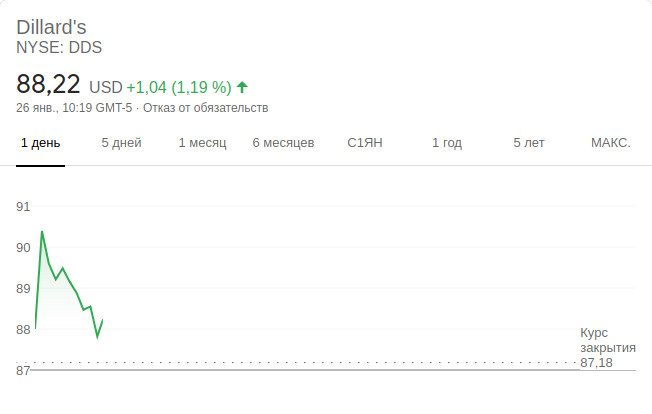 Dillard's
NYSE: DDS
88,22 USD +1,04 (1,19 %)
26 янв., 10:19 GMT-5 · Отказ от обязательств
1 день 5 дней 1 месяц 6 месяцев С1ЯН 1 год 5 лет МАКС.
91
90
89
88
Курс
закрытия
87,18
87